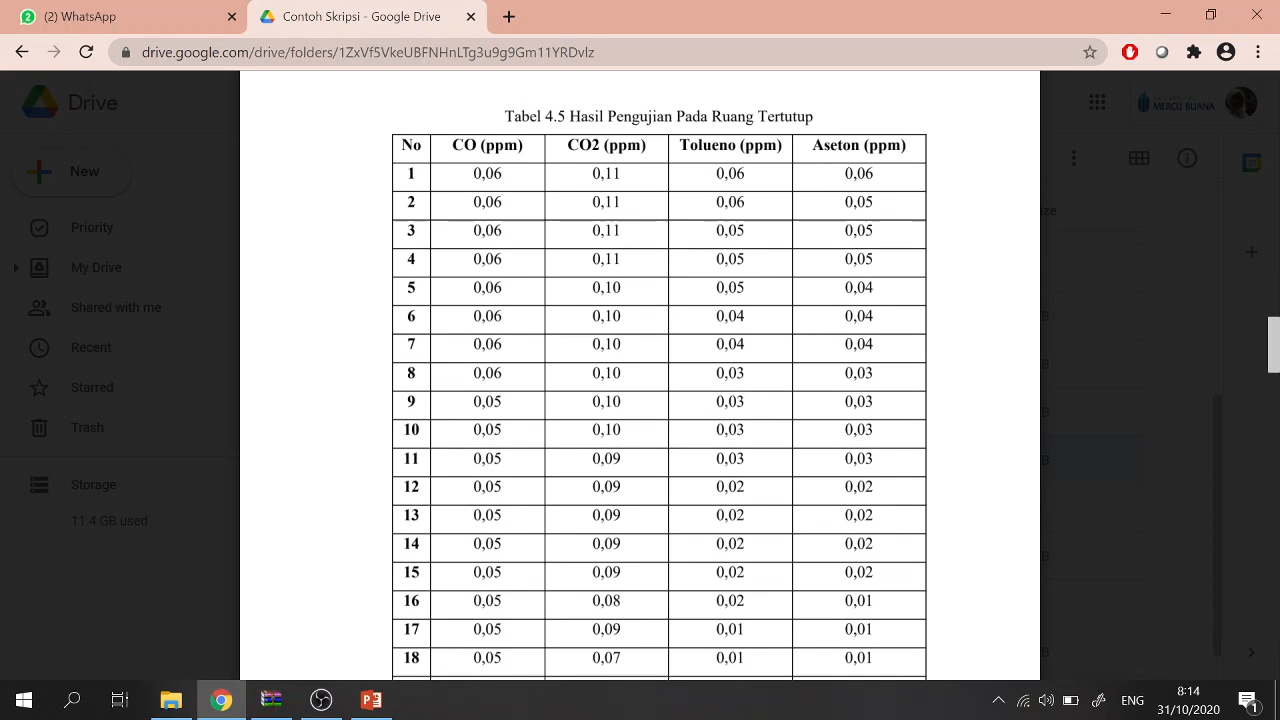 (2) WhatsApp
Contoh Skripsi - Google Drive
drive.google.com/drive/folders/1ZxVf5VkeUBFNHnLTg3u9g9Gm11YRDvlz
Drive
MERCU BUANA
New
Priority
My Drive
Shared with me
Recent
Starred
Trash
Storage
11.4 GB used
Tabel 4.5 Hasil Pengujian Pada Ruang Tertutup
No CO (ppm) CO2 (ppm) Tolueno (ppm) Aseton (ppm)
1 0,06 0,11 0,06 0,06
2 0,06 0,11 0,06 0,05
3 0,06 0,11 0,05 0,05
4 0,06 0,11 0,05 0,05
5 0,06 0,10 0,05 0,04
6 0,06 0,10 0,04 0,04
7 0,06 0,10 0,04 0,04
8 0,06 0,10 0,03 0,03
9 0,05 0,10 0,03 0,03
10 0,05 0,10 0,03 0,03
11 0,05 0,09 0,03 0,03
12 0,05 0,09 0,02 0,02
13 0,05 0,09 0,02 0,02
14 0,05 0,09 0,02 0,02
15 0,05 0,09 0,02 0,02
16 0,05 0,08 0,02 0,01
17 0,05 0,09 0,01 0,01
18 0,05 0,07 0,01 0,01
ENG
8:14
31/10/2020